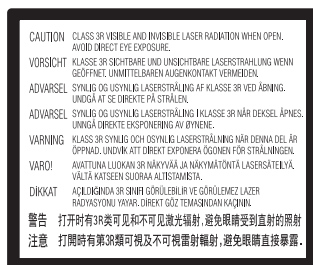 CAUTION CLASS 3R VISIBLE AND INVISIBLE LASER RADIATION WHEN OPEN.
AVOID DIRECT EYE EXPOSURE.
VORSICHT KLASSE 3R SICHTBARE UND UNSICHTBARE LASERSTRAHLUNG WENN
GEÖFFNET. UNMITTELBAREN AUGENKONTAKT VERMEIDEN.
ADVARSEL SYNLIG OG USYNLIG LASERSTRÅLING AF KLASSE 3R VED ÅBNING.
UNDGÅ AT SE DIREKTE PÅ STRÅLEN.
ADVARSEL SYNLIG OG USYNLIG LASERSTRÅLING I KLASSE 3R NÅR DEKSEL ÅPNES.
UNNGÅ DIREKTE EKSPONERING AV ØYNENE.
VARNING KLASS 3R SYNLIG OCH OSYNLIG LASERSTRÅLNING NÄR DENNA DEL ÄR
ÖPPNAD. UNDVIK ATT DIREKT EXPONERA ÖGONEN FÖR STRÅLNINGEN.
VARO! AVATTUNA LUOKAN 3R NÄKYVÄÄ JA NÄKYMÄTÖNTÄ LASERSÄTEILYÄ.
VÄLTÄ KATSEEN SUORAA ALTISTAMISTA.
DİKKAT AÇILDIĞINDA 3R SINIFI GÖRÜLEBİLİR VE GÖRÜLEMEZ LAZER
RADYASYONU YAYAR. DİREKT GÖZ TEMASINDAN KAÇININ.
警告 打开时有3R类可见和不可见激光辐射,避免眼睛受到直射的照射
注意 打開時有第3R類可視及不可視雷射輻射,避免眼睛直接暴露。